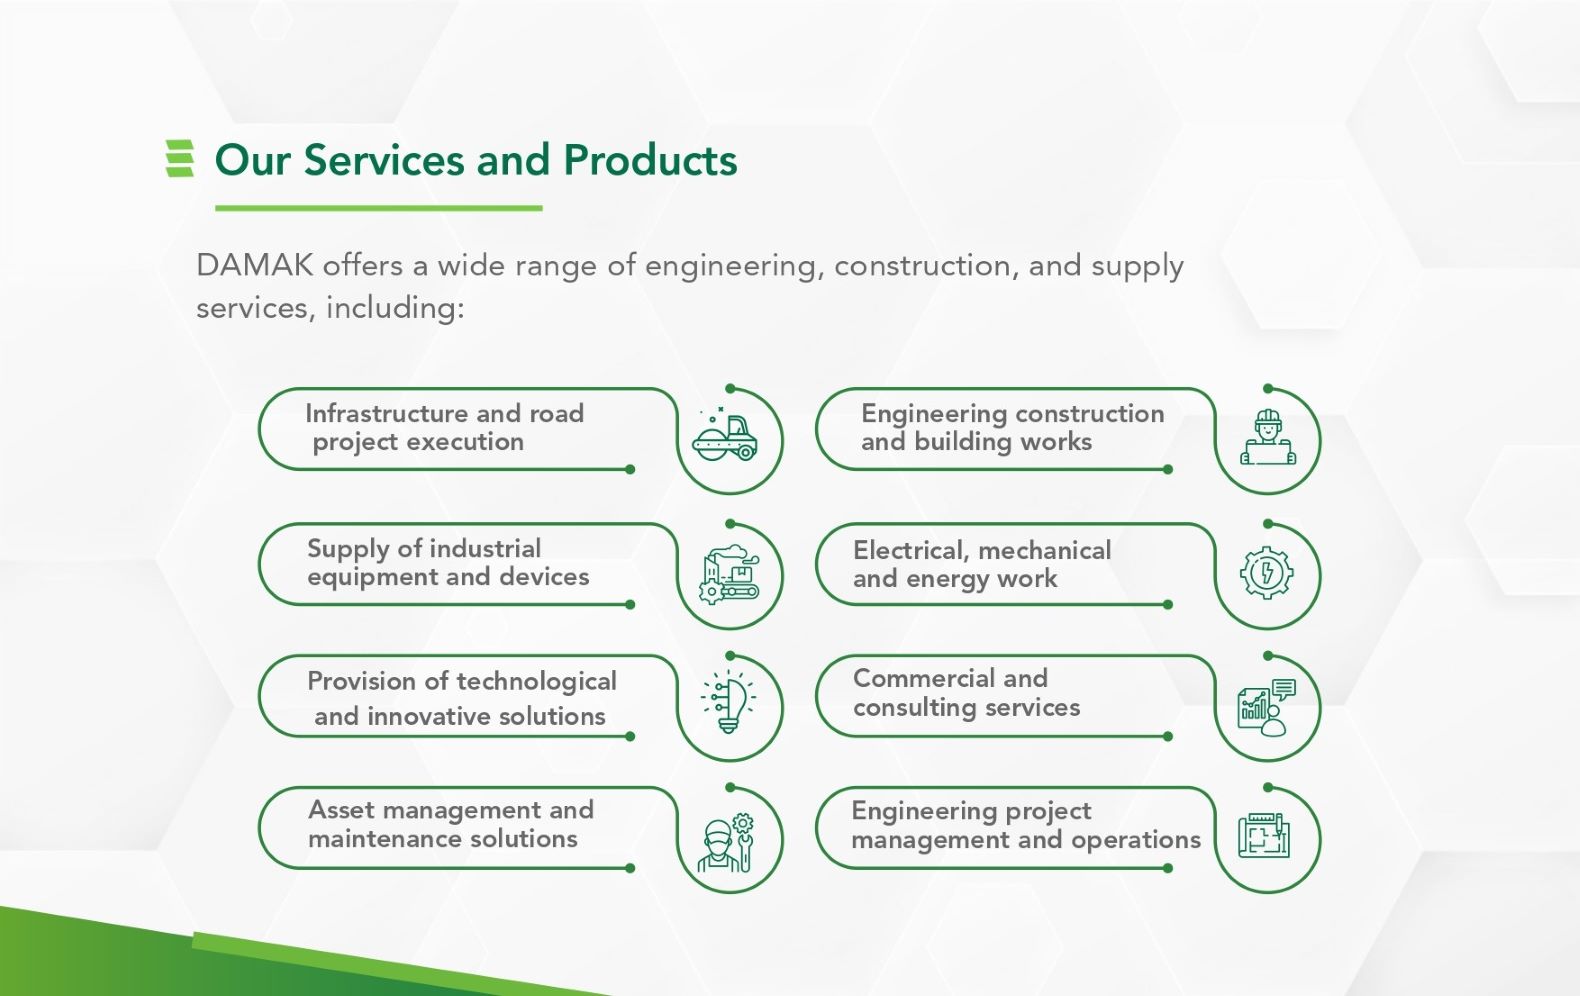 Our Services and Products
DAMAK offers a wide range of engineering, construction, and supply
services, including:
Infrastructure and road
project execution
Engineering construction
and building works
Supply of industrial
equipment and devices
Electrical, mechanical
and energy work
Provision of technological
and innovative solutions
Commercial and
consulting services
Asset management and
maintenance solutions
Engineering project
management and operations